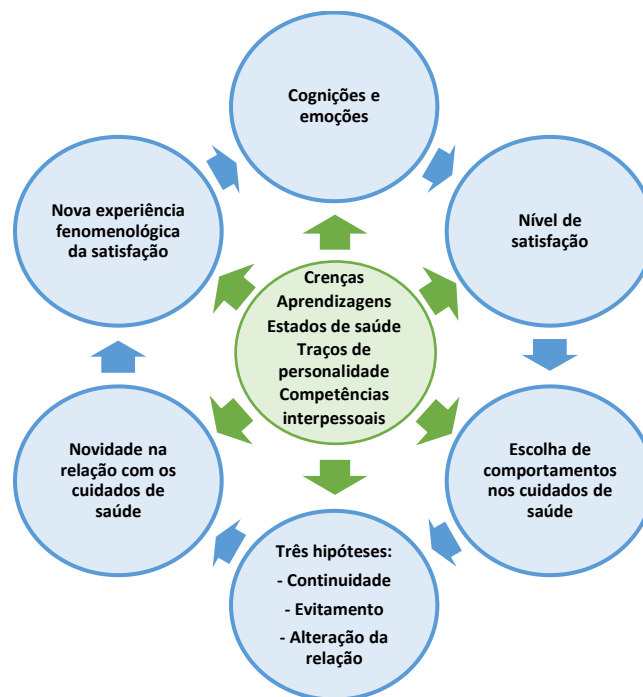 Cognições e
emoções
Nível de
satisfação
Escolha de
comportamentos
nos cuidados de
saúde
Três hipóteses:
- Continuidade
- Evitamento
- Alteração da
relação
Novidade na
relação com os
cuidados de
saúde
Nova experiência
fenomenológica
da satisfação
Crenças
Aprendizagens
Estados de saúde
Traços de
personalidade
Competências
interpessoais